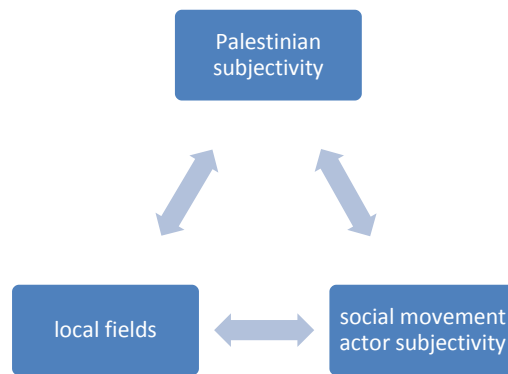 Palestinian
subjectivity
local fields
social movement
actor subjectivity